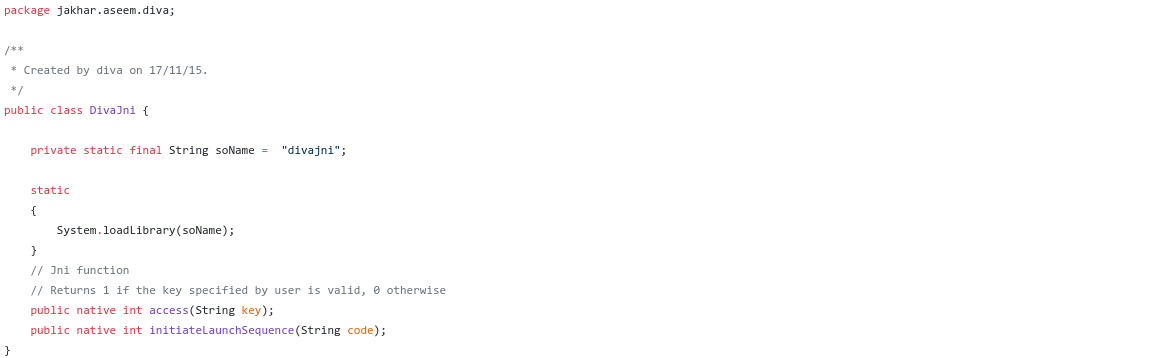 package jakhar.aseem.diva;
/**
 * Created by diva on 17/11/15.
 */
public class DivaJni {
    private static final String soName =  "divajni";
    static
    {
        System.loadLibrary(soName);
    }
    // Jni function
    // Returns 1 if the key specified by user is valid, 0 otherwise
    public native int access(String key);
    public native int initiateLaunchSequence(String code);
}